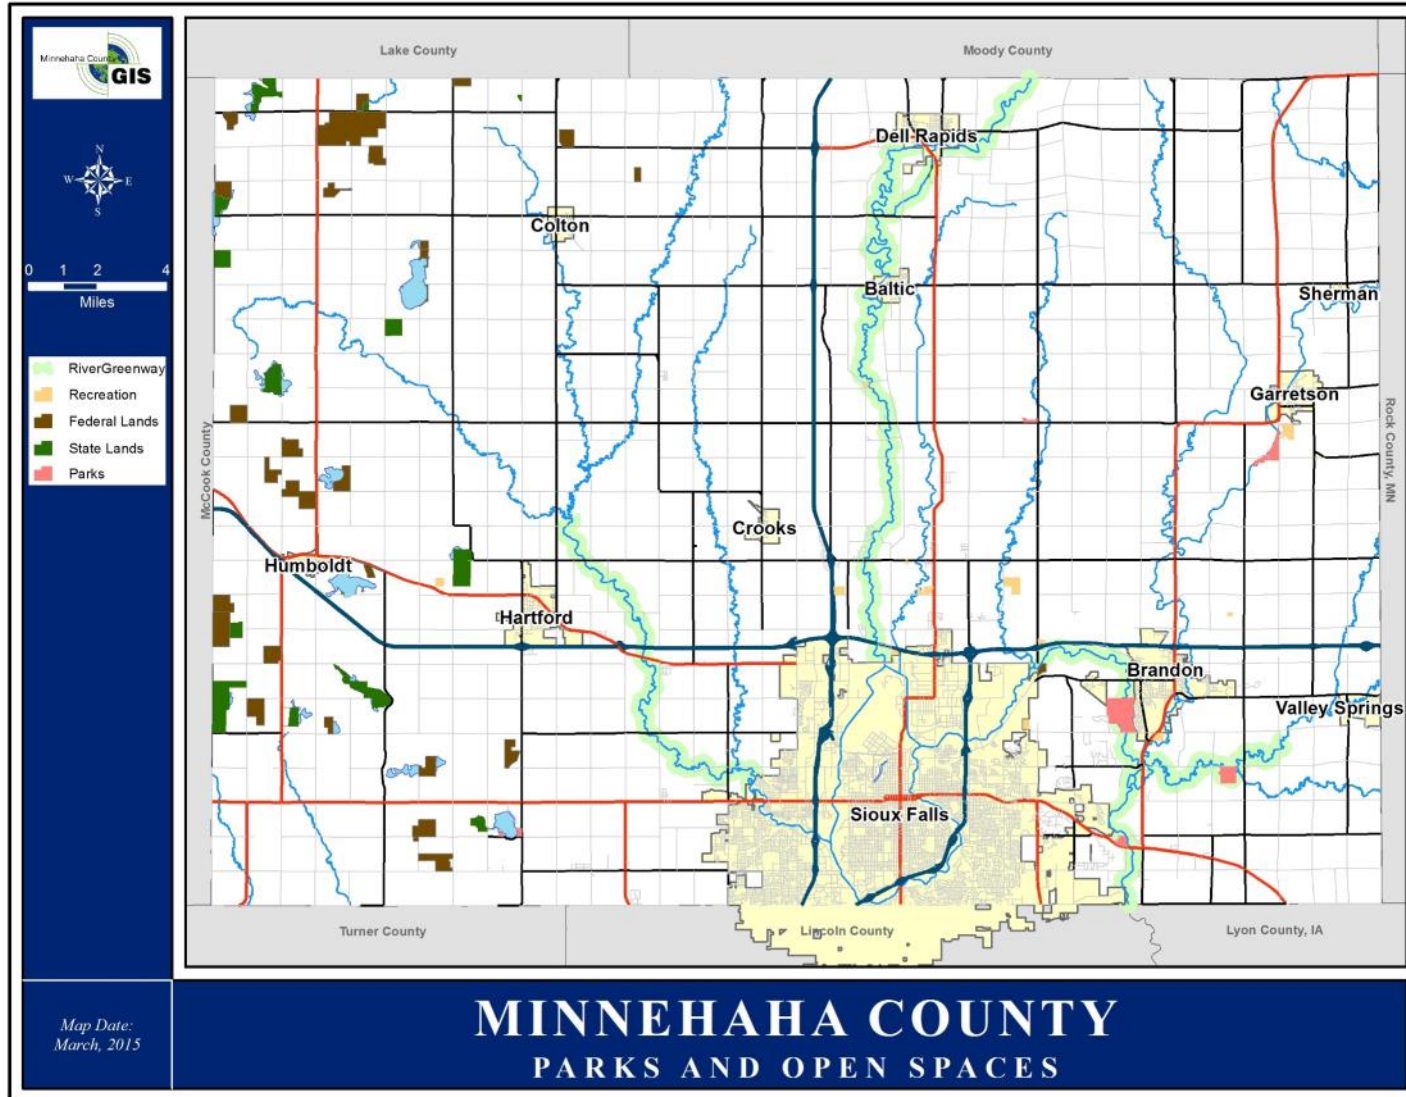 Minnehaha County
GIS
N
W E
S
0 1 2 4
Miles
RiverGreenway
Recreation
Federal Lands
State Lands
Parks
Lake County
Moody County
Dell Rapids
Colton
Baltic
Sherman
Garretson
McCook County
Rock County, MN
Crooks
Humboldt
Hartford
Brandon
Valley Springs
Sioux Falls
Turner County
Lincoln County
Lyon County, IA
Map Date:
March, 2015
MINNEHAHA COUNTY
PARKS AND OPEN SPACES